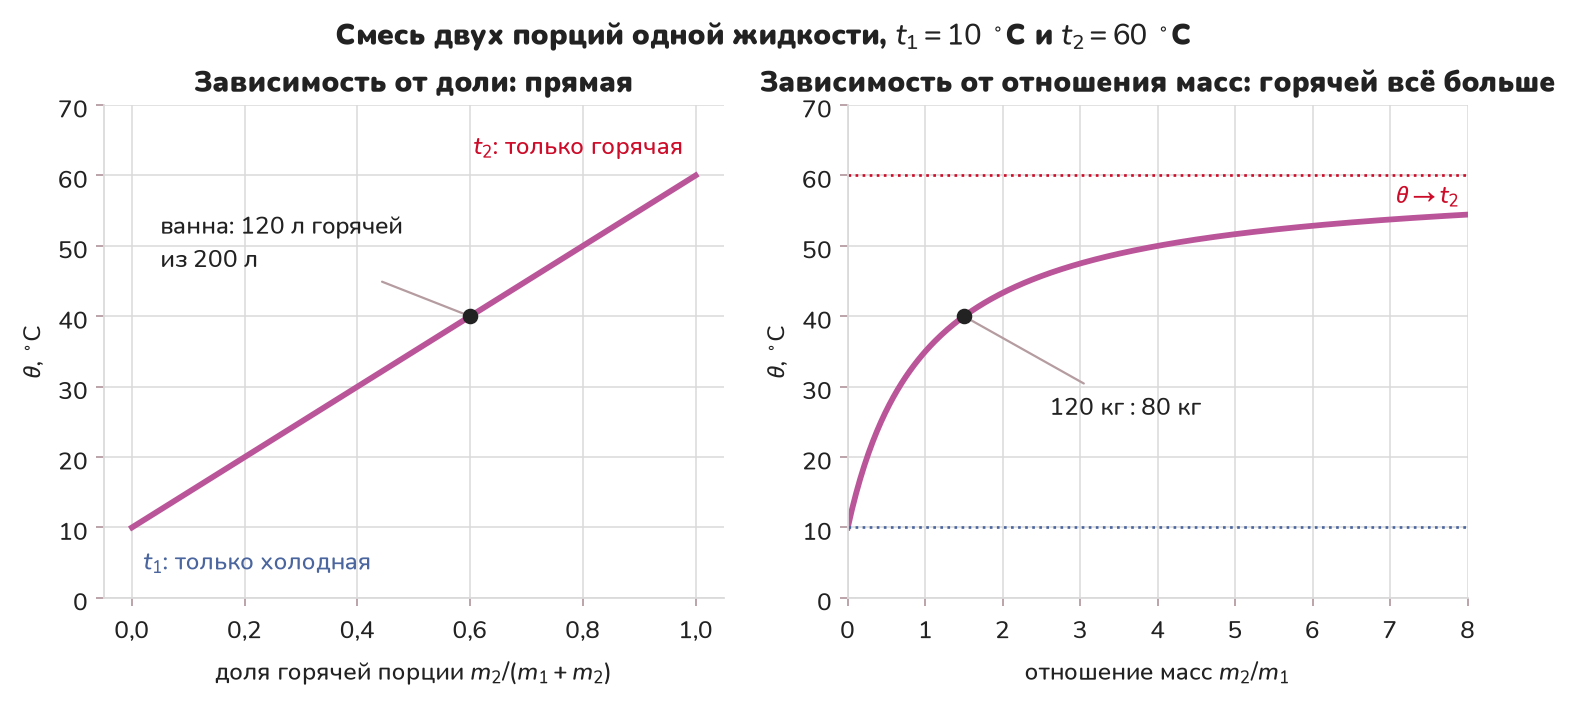 Смесь двух порций одной жидкости, t₁ = 10 °C и t₂ = 60 °C
Зависимость от доли: прямая
θ, °C
70
60
50
40
30
20
10
0
t₂: только горячая
ванна: 120 л горячей
из 200 л
t₁: только холодная
0,0 0,2 0,4 0,6 0,8 1,0
доля горячей порции m₂/(m₁ + m₂)
Зависимость от отношения масс: горячей всё больше
θ, °C
70
60
50
40
30
20
10
0
θ → t₂
120 кг : 80 кг
0 1 2 3 4 5 6 7 8
отношение масс m₂/m₁